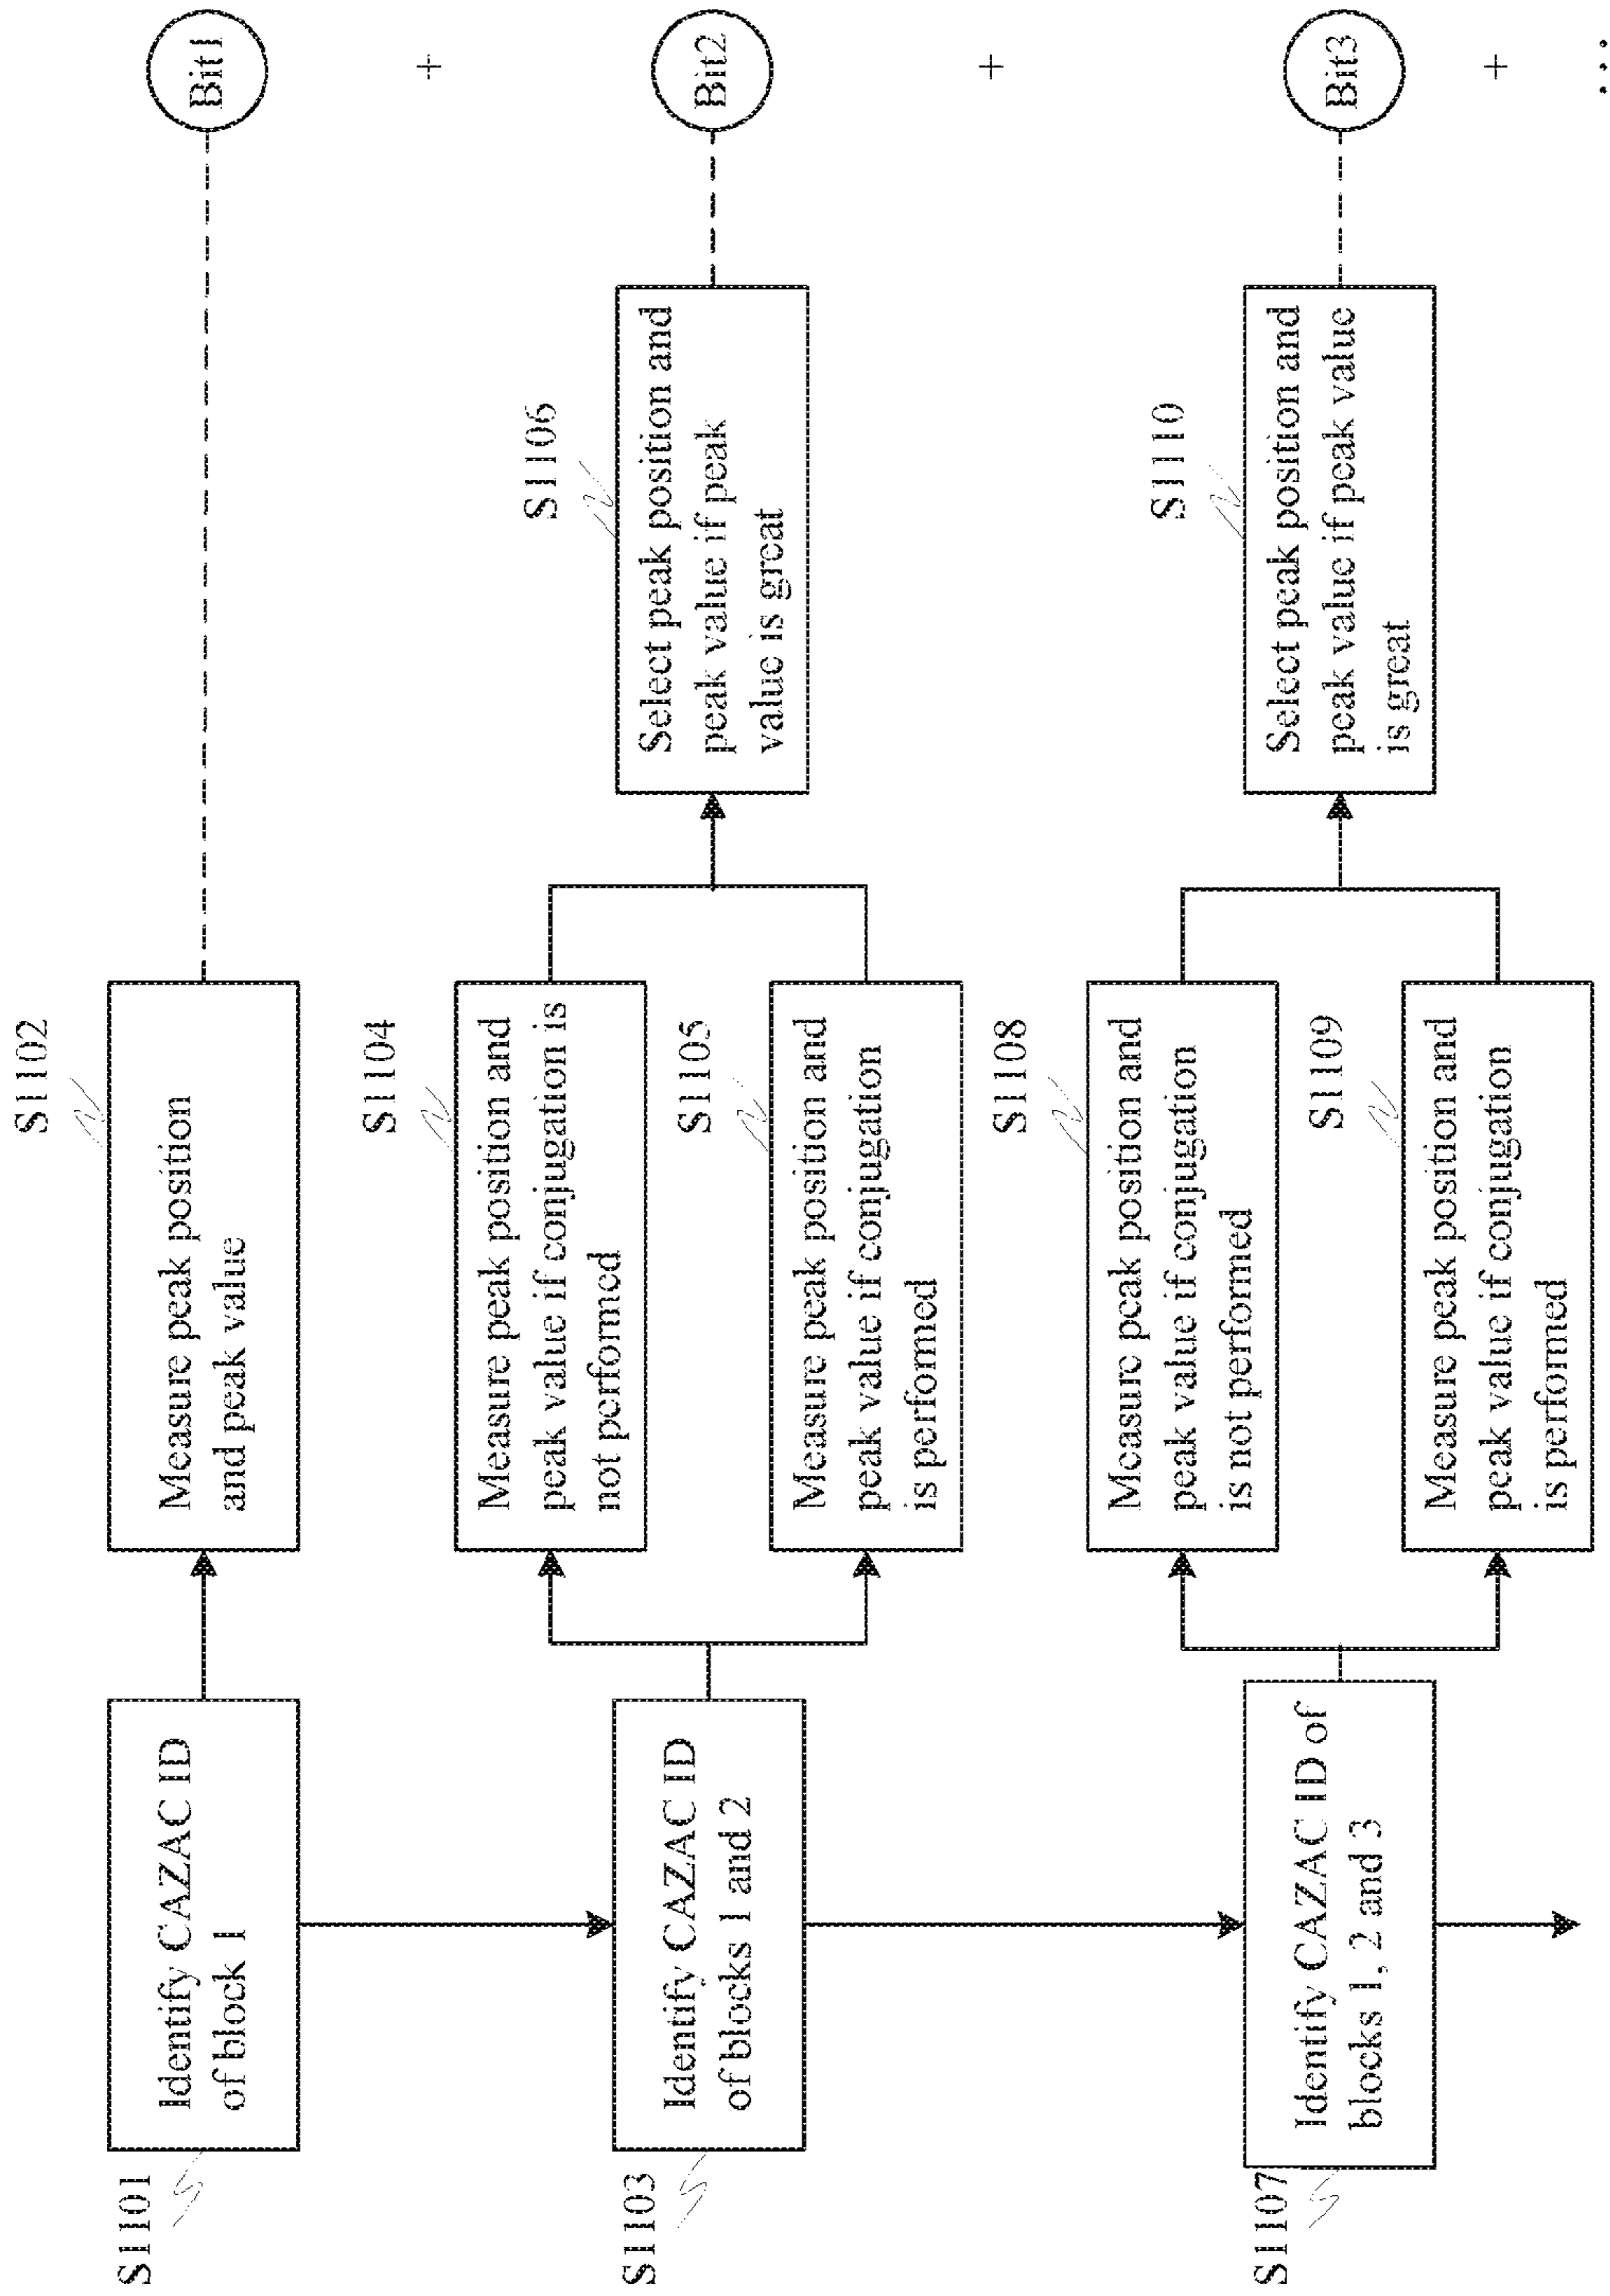 S1101
Identify CAZAC ID
of block 1
S1102
Measure peak position
and peak value
Bit1
+
S1103
Identify CAZAC ID
of blocks 1 and 2
S1104
Measure peak position and
peak value if conjugation is
not performed
S1105
Measure peak position and
peak value if conjugation
is performed
S1106
Select peak position and
peak value if peak
value is great
Bit2
+
S1107
Identify CAZAC ID of
blocks 1, 2 and 3
S1108
Measure peak position and
peak value if conjugation
is not performed
S1109
Measure peak position and
peak value if conjugation
is performed
S1110
Select peak position and
peak value if peak value
is great
Bit3
+
...